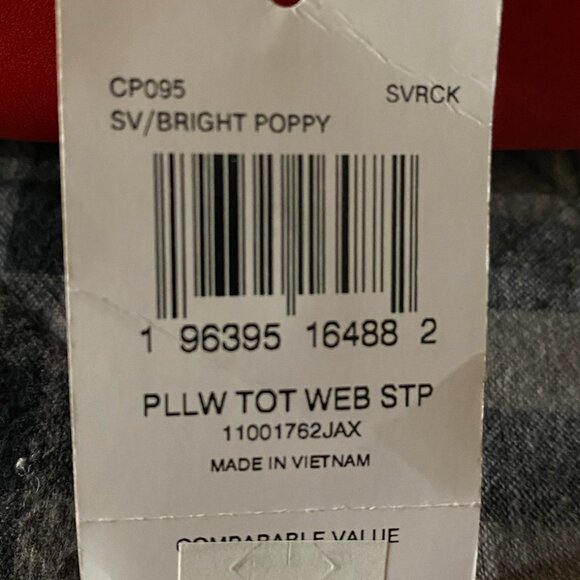 CP095 SVRCK
SV/BRIGHT POPPY
1 96395 16488 2
PLLW TOT WEB STP
11001762JAX
MADE IN VIETNAM
COMPARABLE VALUE